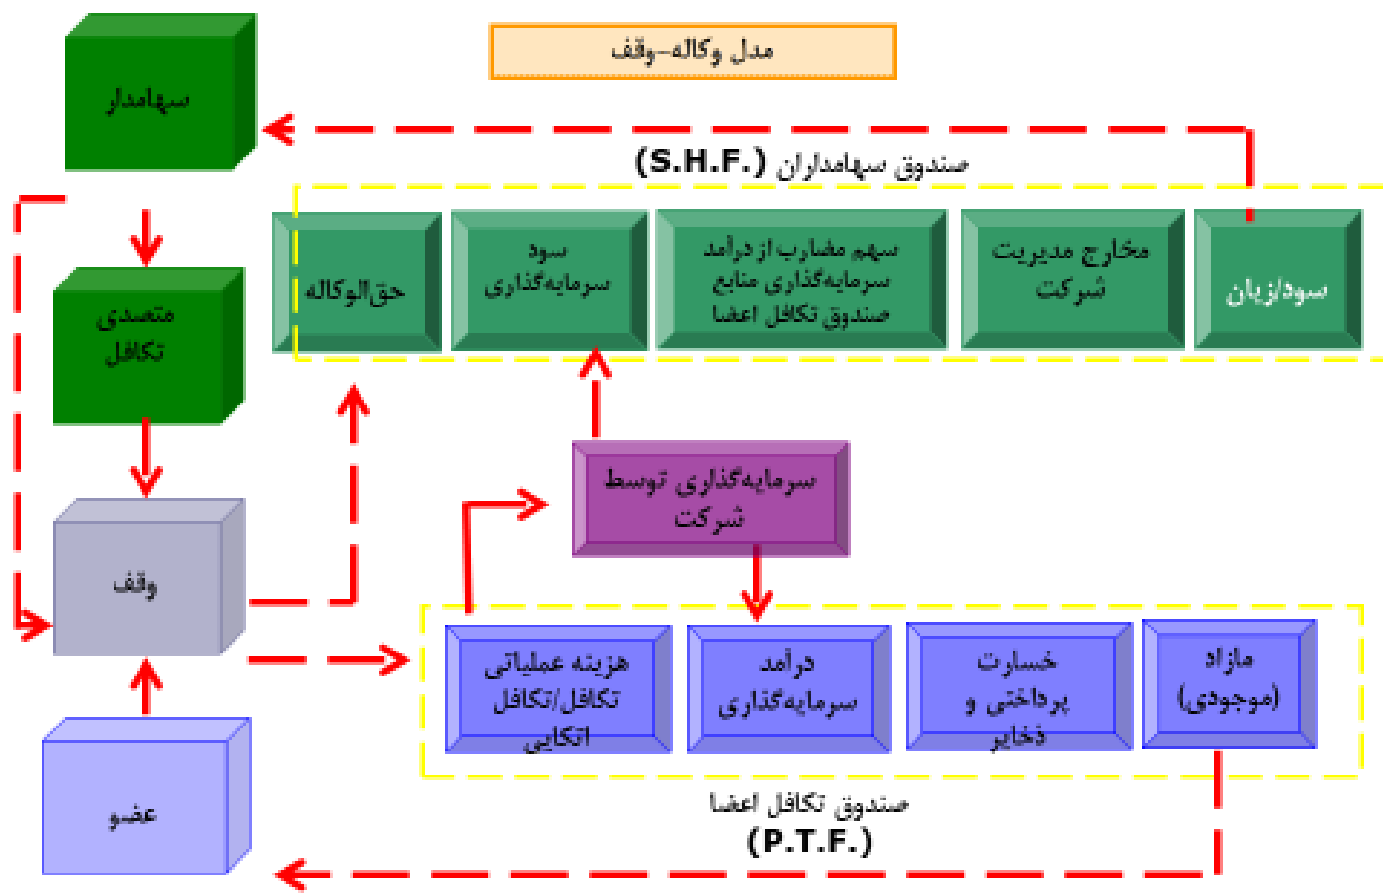 مدل وکاله-وقف
سهامدار
صندوق سهامداران (S.H.F.)
حق‌الوکاله
سود
سرمایه‌گذاری
سهم مضارب از درآمد
سرمایه‌گذاری منابع
صندوق تکافل اعضا
مخارج مدیریت
شرکت
سود/زیان
متصدی
تکافل
سرمایه‌گذاری توسط
شرکت
وقف
هزینه عملیاتی
تکافل/تکافل
اتکایی
درآمد
سرمایه‌گذاری
خسارت
پرداختی و
ذخایر
مازاد
(موجودی)
عضو
صندوق تکافل اعضا
(P.T.F.)